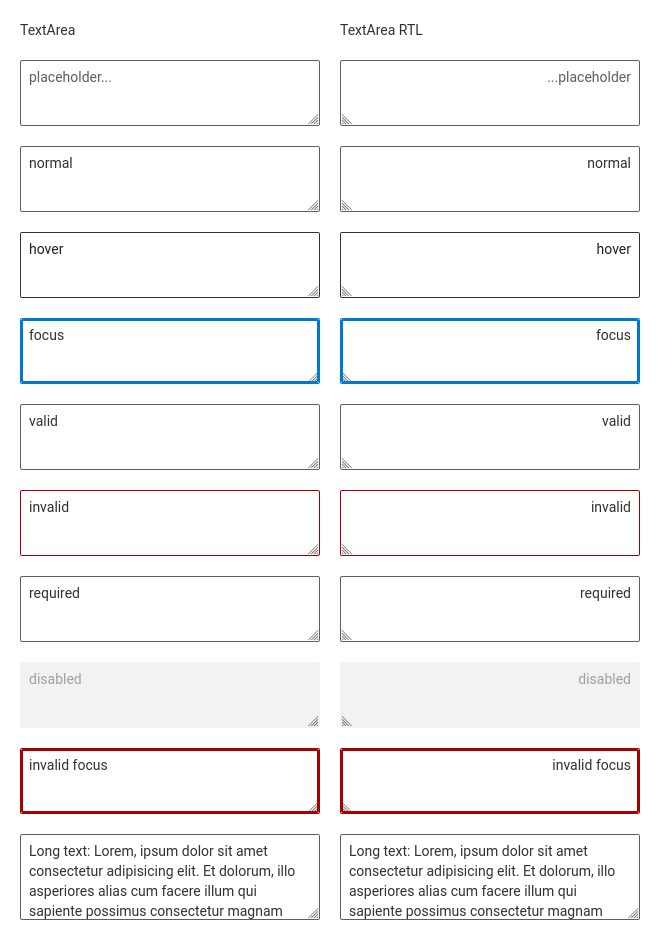 TextArea
TextArea RTL
placeholder...
...placeholder
normal
normal
hover
hover
focus
focus
valid
valid
invalid
invalid
required
required
disabled
disabled
invalid focus
invalid focus
Long text: Lorem, ipsum dolor sit amet
consectetur adipisicing elit. Et dolorum, illo
asperiores alias cum facere illum qui
sapiente possimus consectetur magnam
Long text: Lorem, ipsum dolor sit amet
consectetur adipisicing elit. Et dolorum, illo
asperiores alias cum facere illum qui
sapiente possimus consectetur magnam